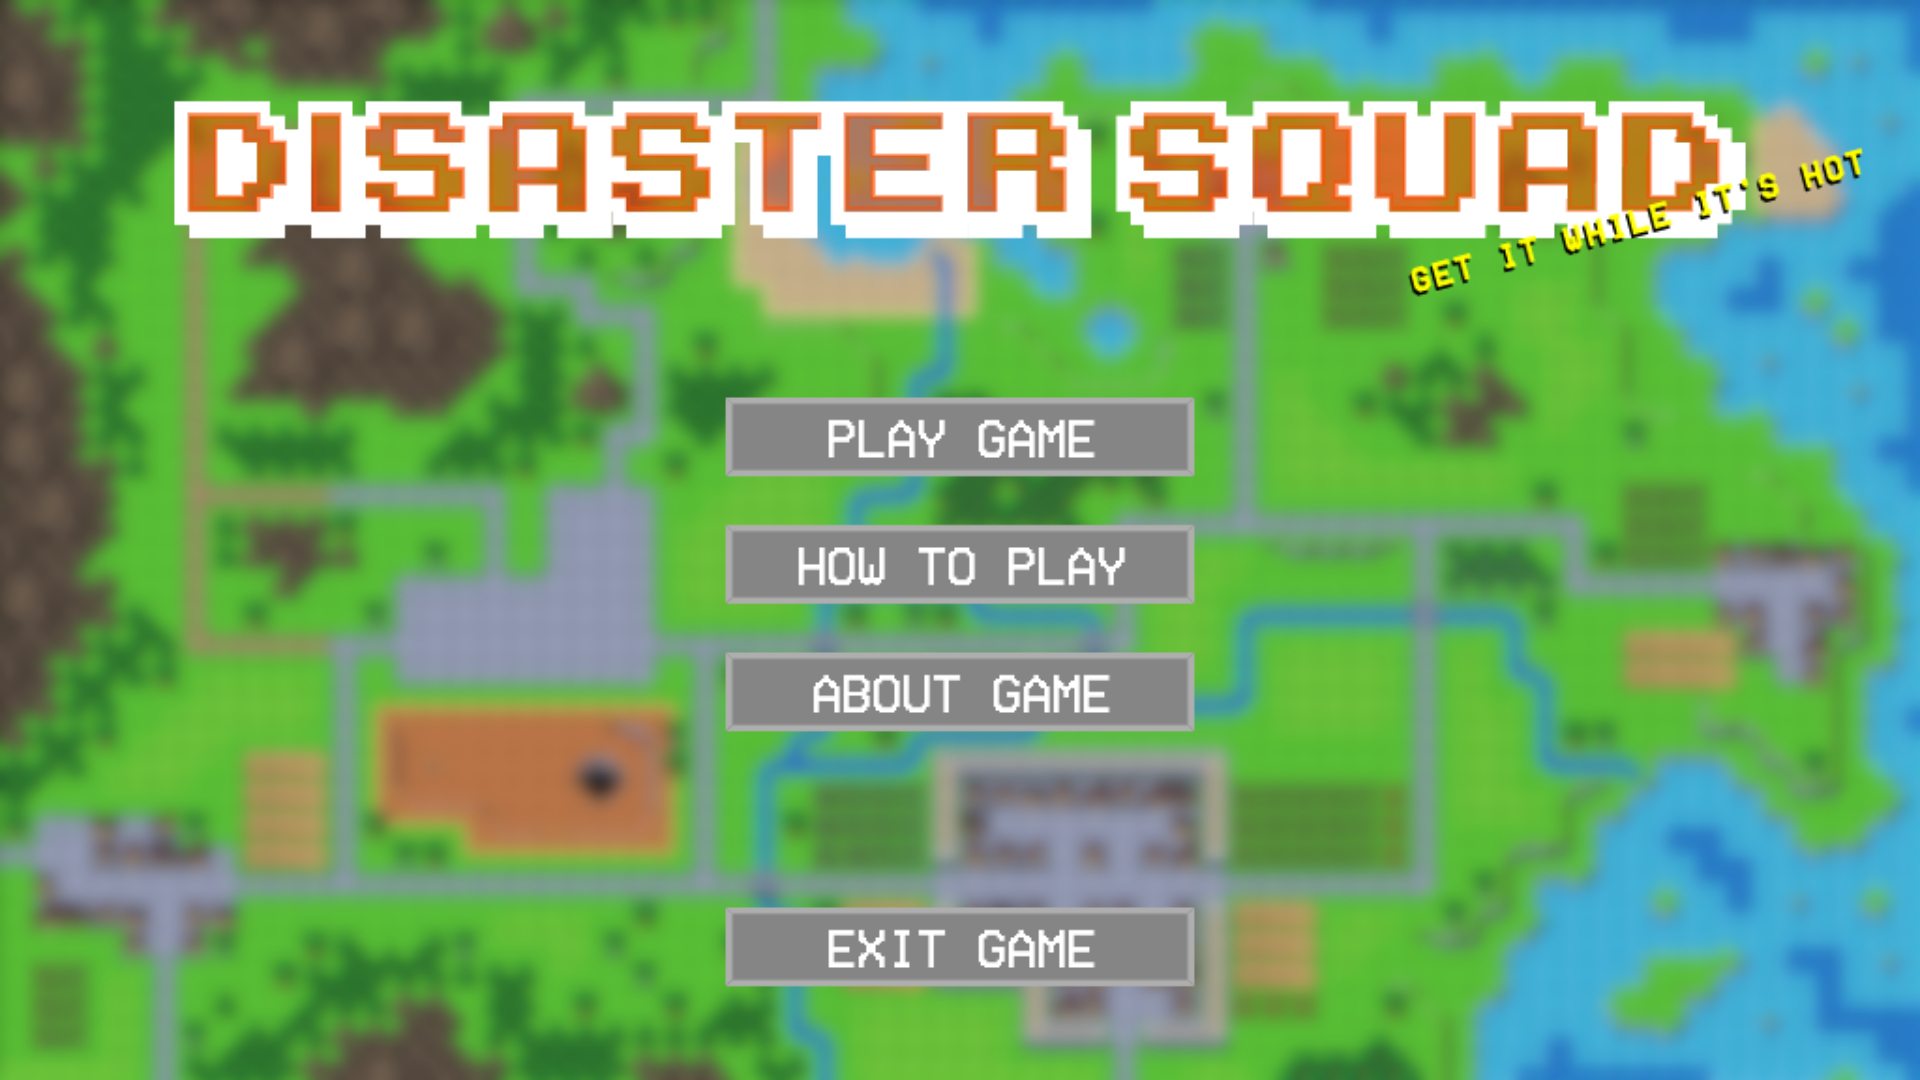 DISASTER SQUAD
GET IT WHILE IT'S HOT
PLAY GAME
HOW TO PLAY
ABOUT GAME
EXIT GAME